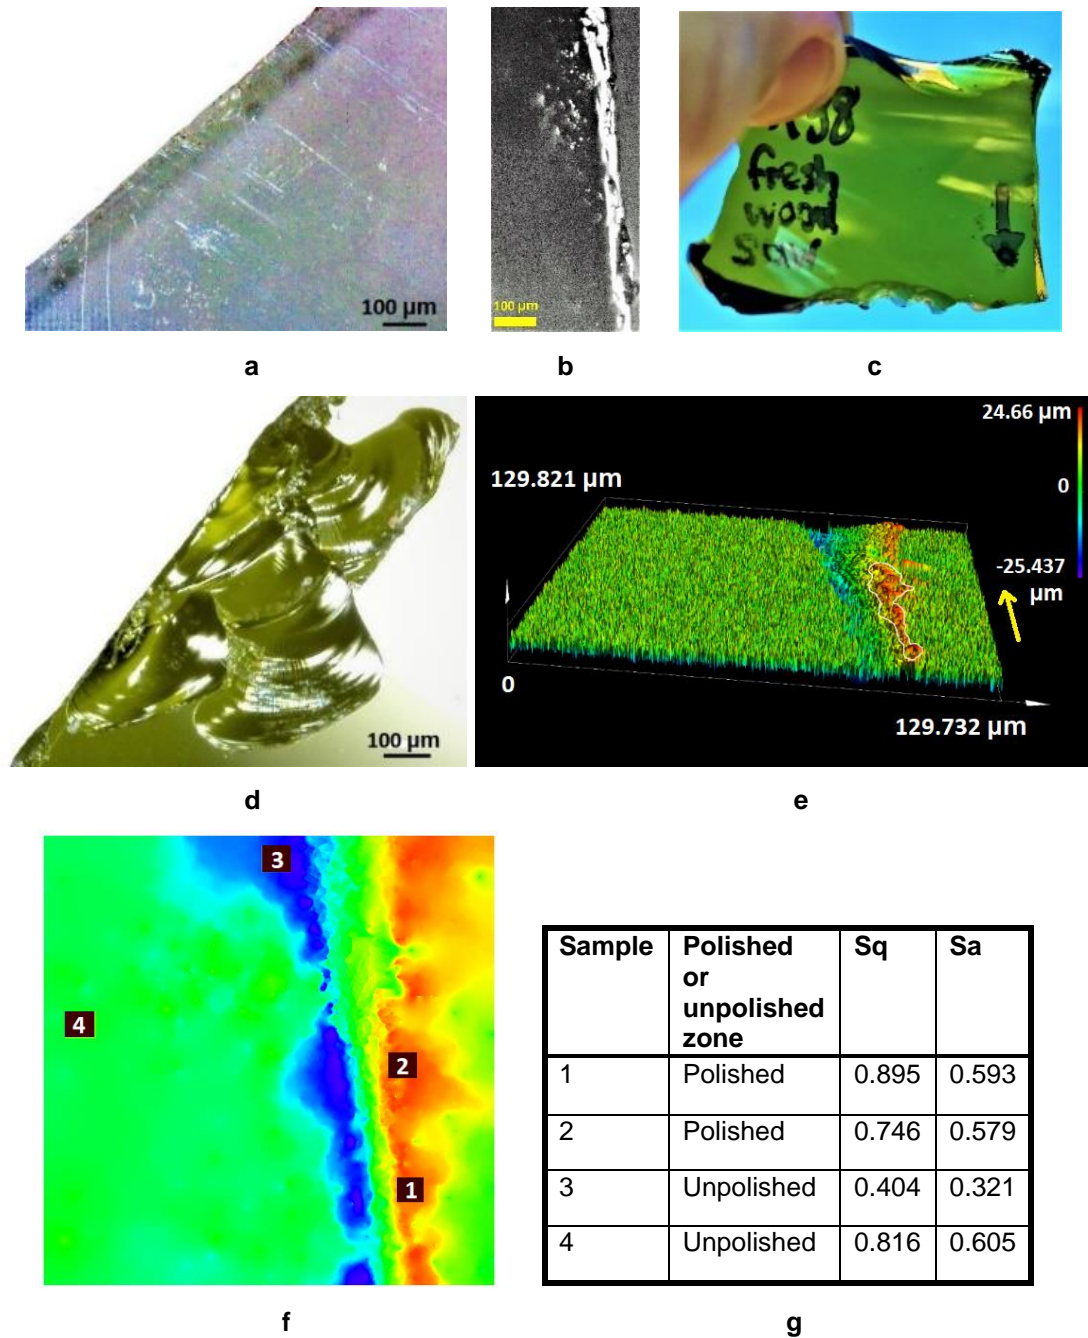 100 µm
a
100 µm
b
fresh
wood
saw
c
100 µm
d
24.66 µm
129.821 µm
0
-25.437
µm
0
129.732 µm
e
3
4
2
1
f
Sample Polished or unpolished zone Sq Sa
1 Polished 0.895 0.593
2 Polished 0.746 0.579
3 Unpolished 0.404 0.321
4 Unpolished 0.816 0.605
g